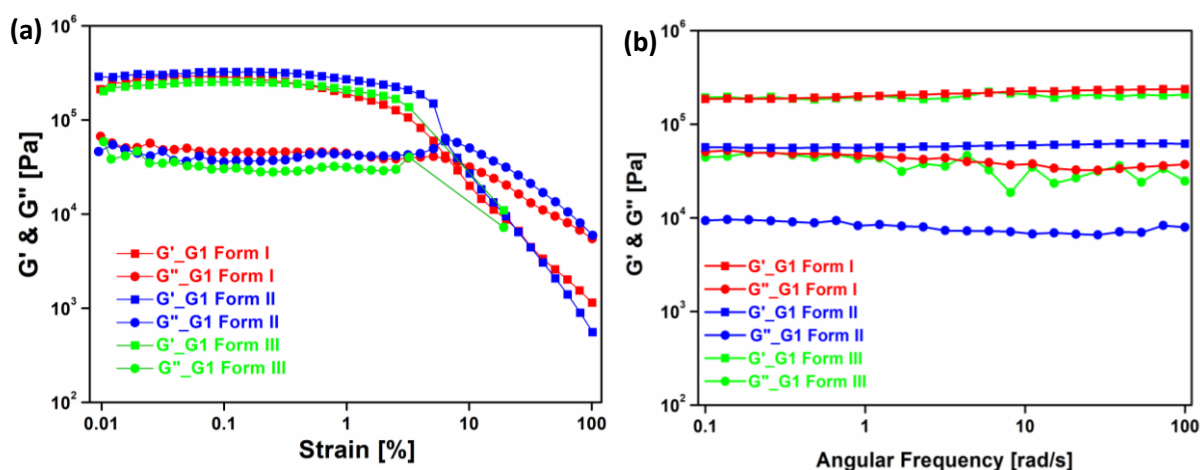 (a)
G' & G" [Pa]
10^6
10^5
10^4
10^3
10^2
G'_G1 Form I
G"_G1 Form I
G'_G1 Form II
G"_G1 Form II
G'_G1 Form III
G"_G1 Form III
0.01 0.1 1 10 100
Strain [%]
(b)
G' & G" [Pa]
10^6
10^5
10^4
10^3
10^2
G'_G1 Form I
G"_G1 Form I
G'_G1 Form II
G"_G1 Form II
G'_G1 Form III
G"_G1 Form III
0.1 1 10 100
Angular Frequency [rad/s]